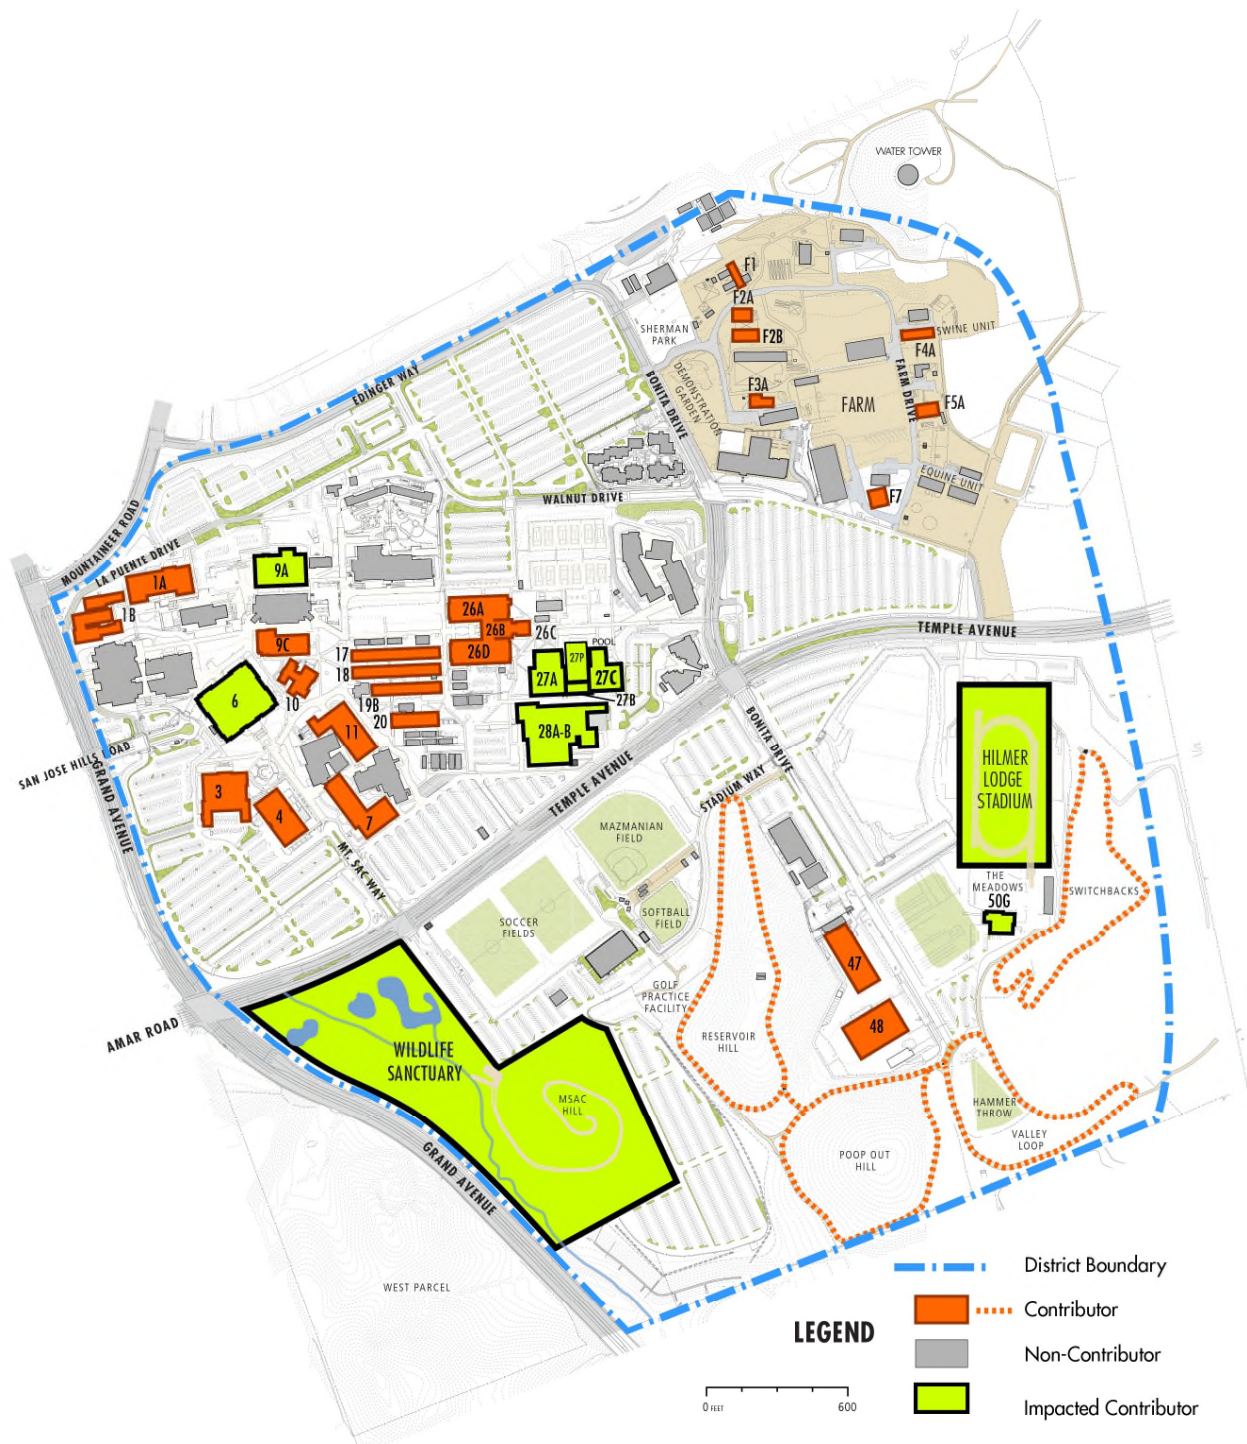 WATER TOWER
F1
F2A
F2B
SHERMAN
PARK
SWINE UNIT
F4A
EDINGER WAY
BONITA DRIVE
DEMONSTRATION
GARDEN
F3A
FARM
FARM DRIVE
F5A
EQUINE UNIT
F7
WALNUT DRIVE
MOUNTAINEER ROAD
LA PUENTE DRIVE
1A
1B
9A
9C
10
6
17
18
19B
20
11
26A
26B
26C
26D
POOL
27A
27P
27C
27B
28A-B
TEMPLE AVENUE
SAN JOSE HILLS ROAD
GRAND AVENUE
3
4
7
MT. SAC WAY
TEMPLE AVENUE
STADIUM WAY
BONITA DRIVE
HILMER
LODGE
STADIUM
MAZMANIAN
FIELD
SOFTBALL
FIELD
SOCCER
FIELDS
THE
MEADOWS
50G
SWITCHBACKS
47
48
GOLF
PRACTICE
FACILITY
RESERVOIR
HILL
AMAR ROAD
WILDLIFE
SANCTUARY
MSAC
HILL
HAMMER
THROW
VALLEY
LOOP
POOP OUT
HILL
GRAND AVENUE
WEST PARCEL
LEGEND
District Boundary
Contributor
Non-Contributor
Impacted Contributor
0 FEET 600